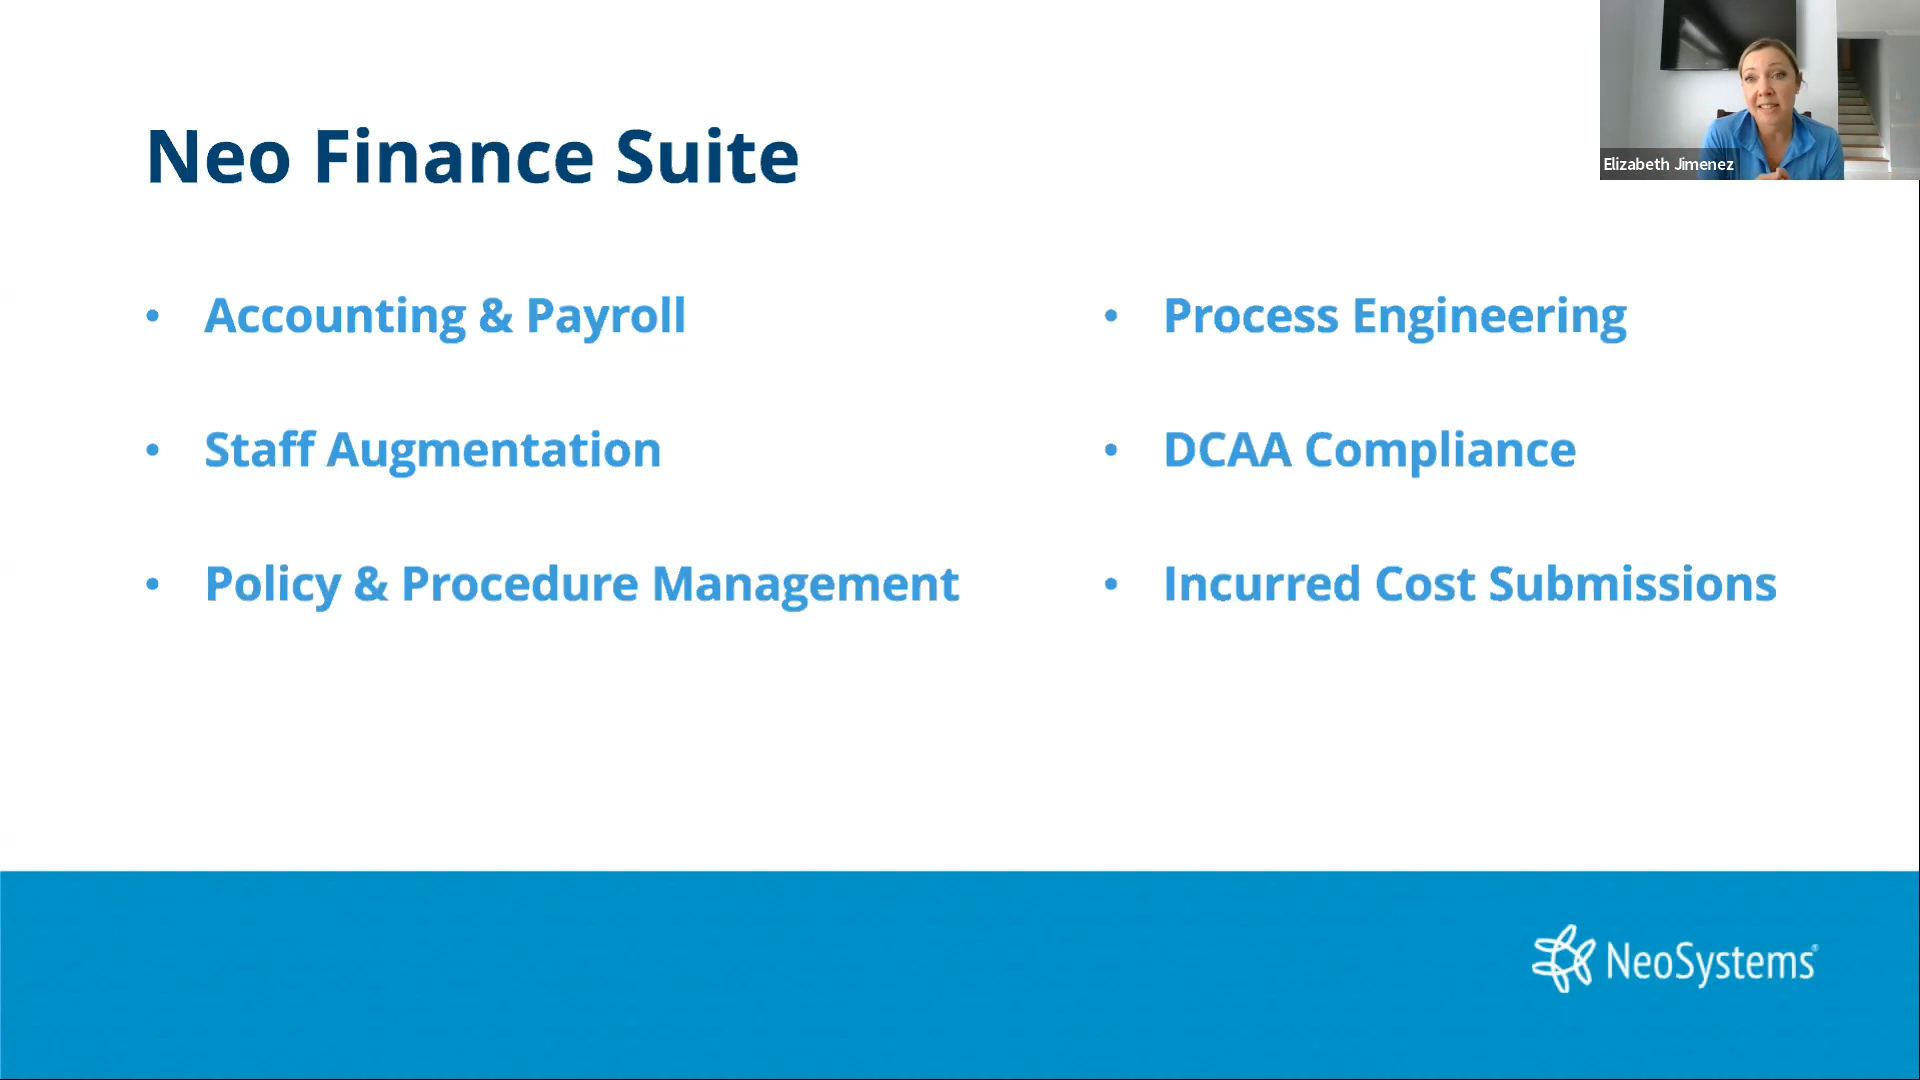 Neo Finance Suite
Elizabeth Jimenez
• Accounting & Payroll
• Staff Augmentation
• Policy & Procedure Management
• Process Engineering
• DCAA Compliance
• Incurred Cost Submissions
NeoSystems®